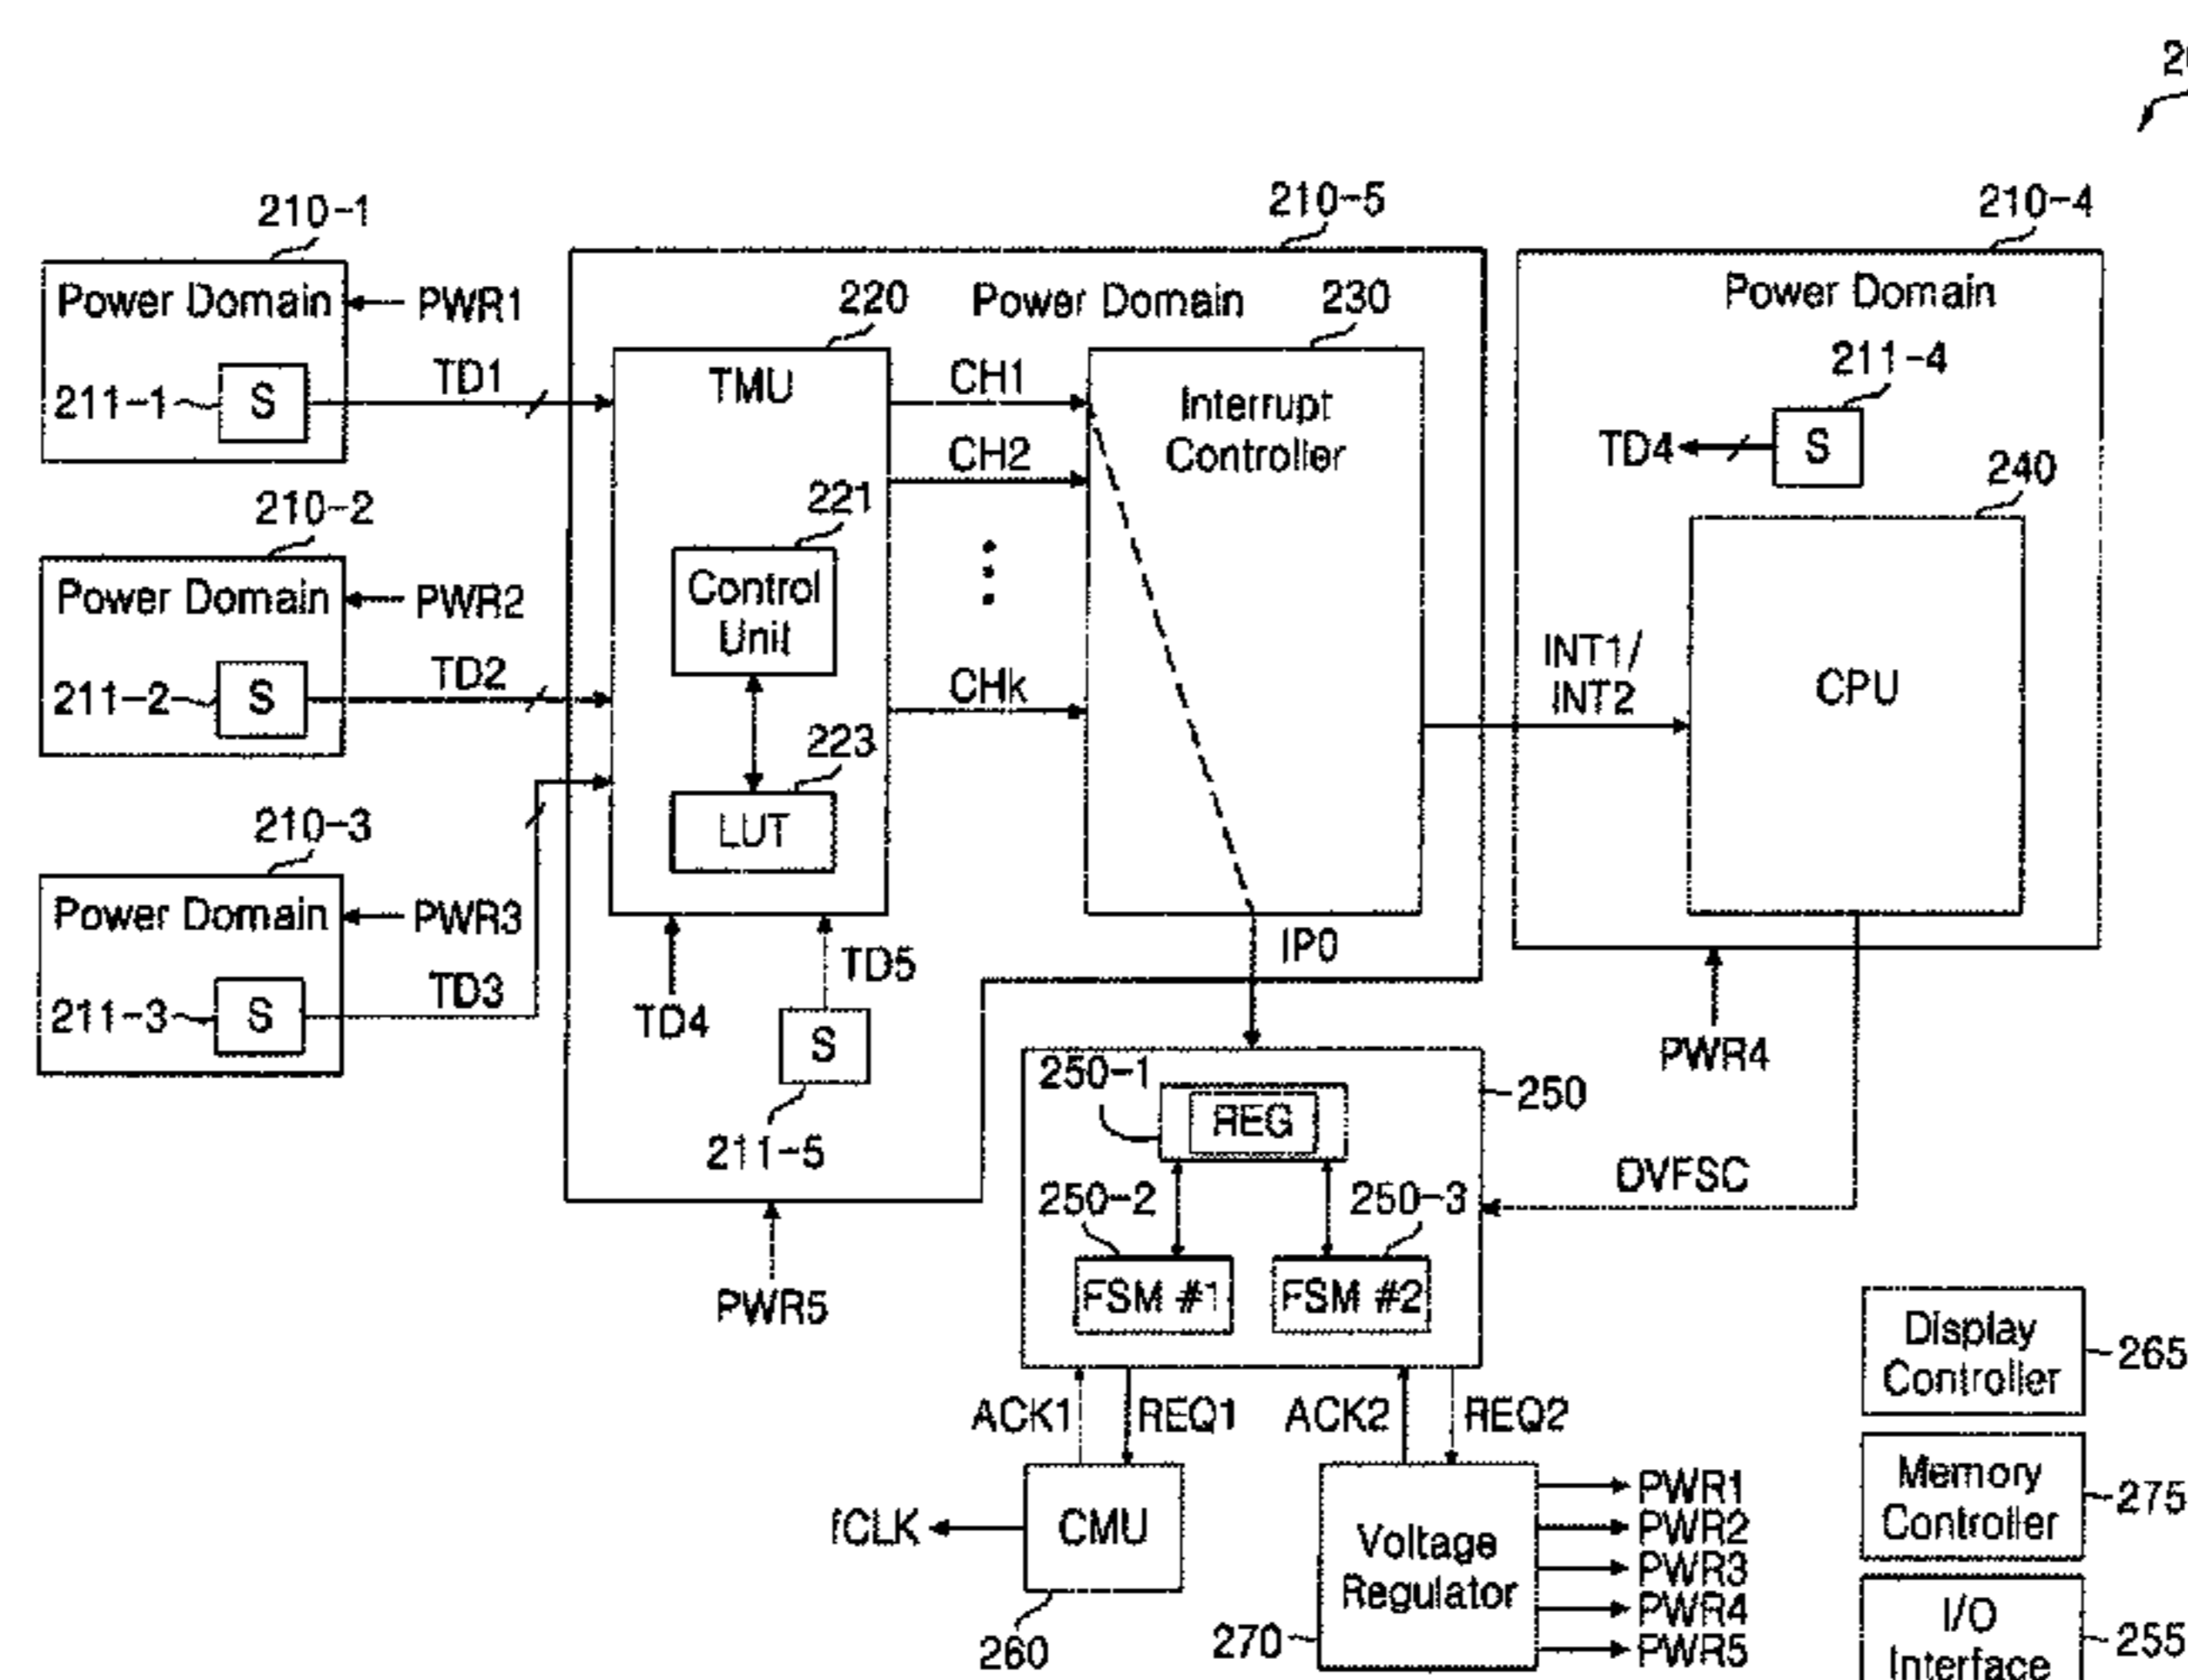 210-1
210-5
210-4
Power Domain
PWR1
220
Power Domain
230
Power Domain
211-1
S
TD1
TMU
CH1
Interrupt
Controller
211-4
TD4
S
CH2
240
210-2
221
Power Domain
PWR2
Control
Unit
211-2
S
TD2
CHk
INT1/
INT2
CPU
223
210-3
LUT
Power Domain
PWR3
211-3
S
TD3
TD4
TD5
IP0
S
211-5
PWR4
250-1
REG
250
DVFSC
250-2
250-3
FSM #1
FSM #2
PWR5
Display
Controller
265
ACK1
REQ1
ACK2
REQ2
Memory
Controller
275
fCLK
CMU
260
Voltage
Regulator
270
PWR1
PWR2
PWR3
PWR4
PWR5
I/O
Interface
255